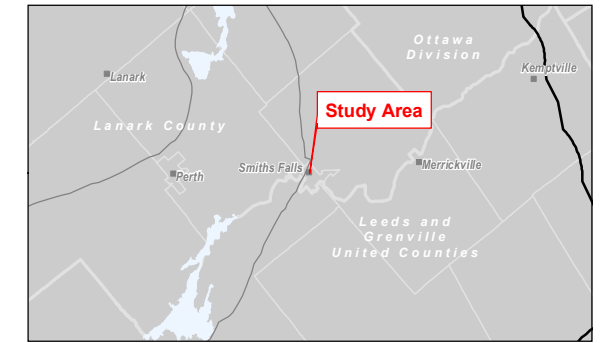 Ottawa
Division
Kemptville
Lanark
Study Area
Lanark County
Merrickville
Smiths Falls
Perth
Leeds and
Grenville
United Counties